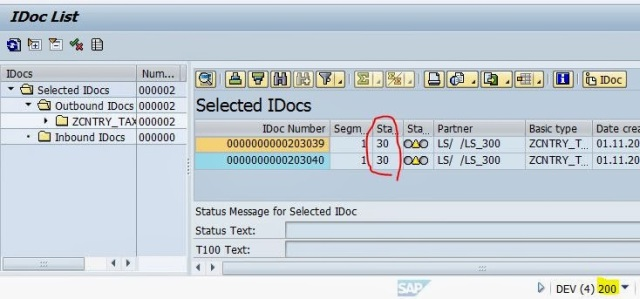 IDoc List
IDocs Num...
Selected IDocs 000002
Outbound IDocs 000002
ZCNTRY_TAX 000002
Inbound IDocs 000000
IDoc
Selected IDocs
IDoc Number Segm Sta... Sta... Partner Basic type Date crea
0000000000203039 1 30 LS/ /LS_300 ZCNTRY_T... 01.11.20
0000000000203040 1 30 LS/ /LS_300 ZCNTRY_T... 01.11.20
Status Message for Selected IDoc
Status Text:
T100 Text:
SAP
DEV (4) 200